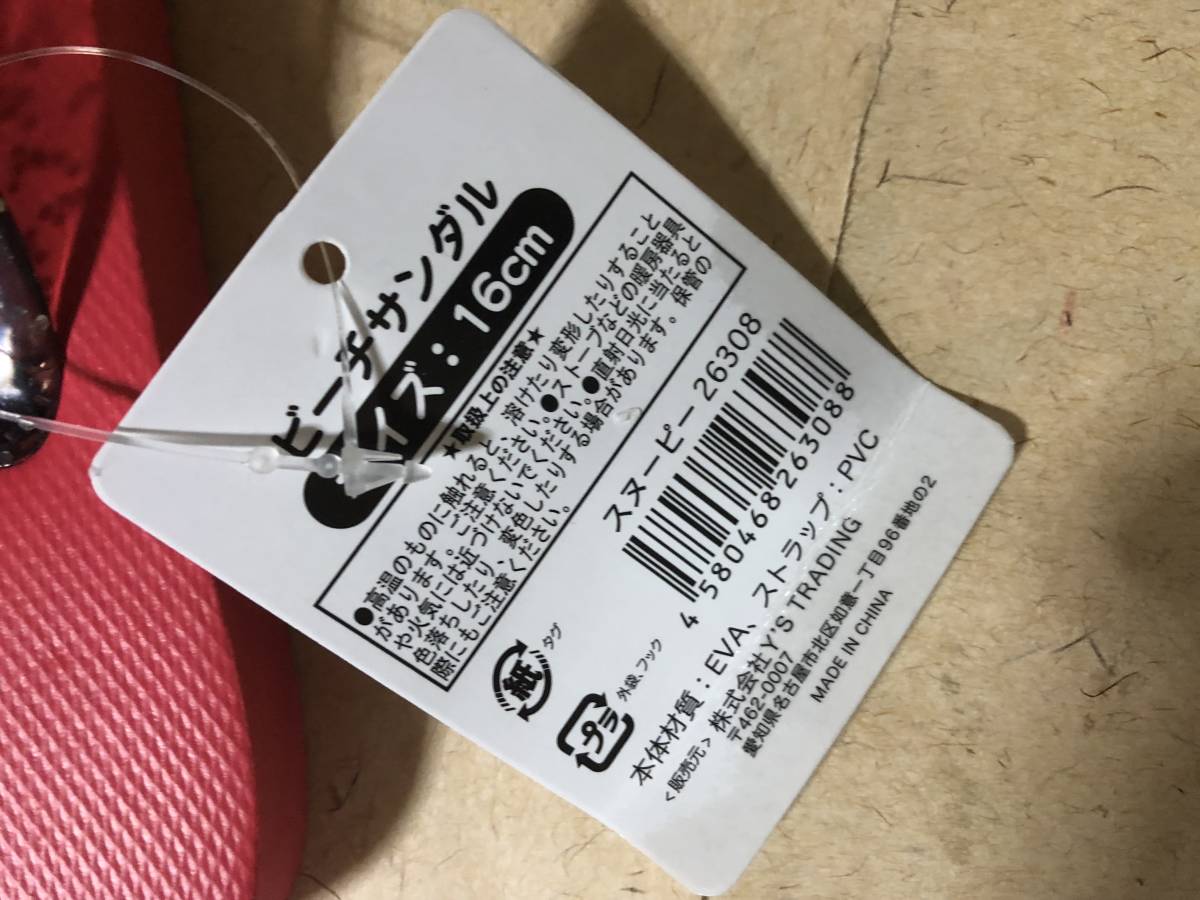 ビーチサンダル
イズ：16cm
★取扱上の注意★
●高温のものに触れると、溶けたり変形したりすること
があります。ご注意ください。●ストーブなどの暖房器具
や火気には近づけないでください。●直射日光に当たると
色落ちしたり、変色したりする場合があります。保管の
際にもご注意ください。
スヌーピー 26308
4 580468 263088
紙 タグ
プラ 外袋、フック
本体材質：EVA、ストラップ：PVC
<販売元> 株式会社Y'S TRADING
〒462-0007
愛知県名古屋市北区如意一丁目96番地の2
MADE IN CHINA